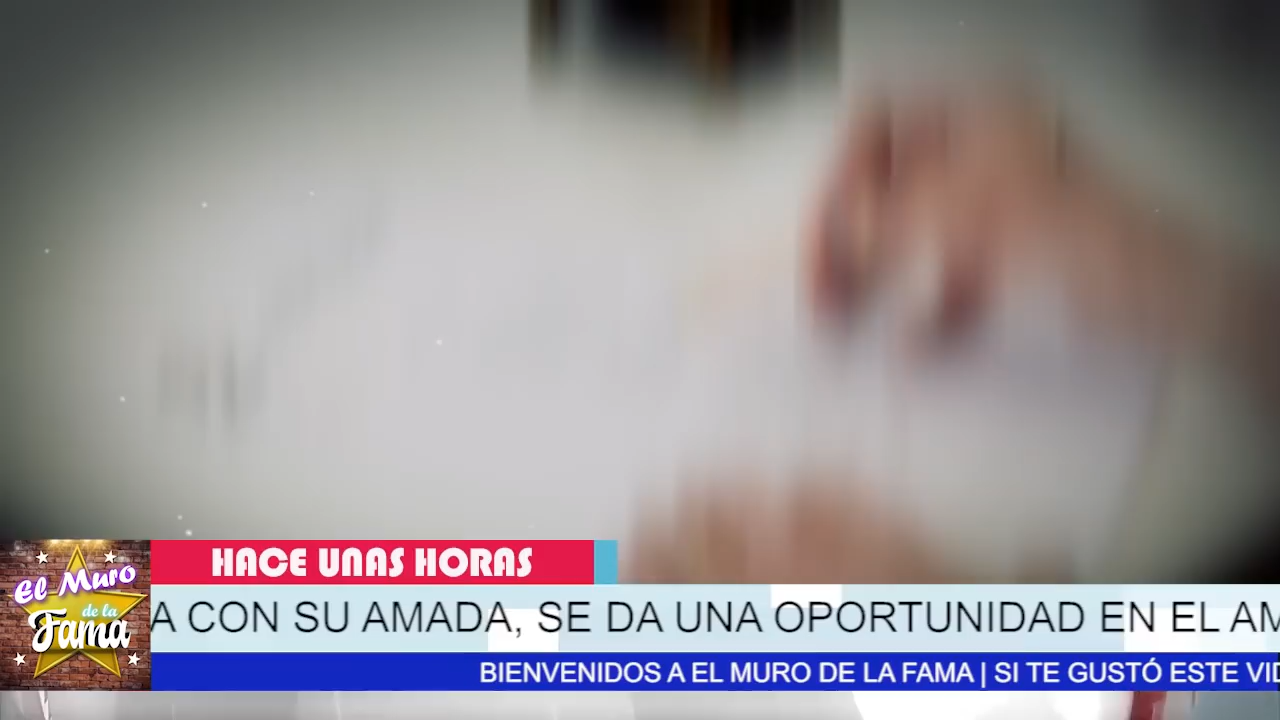 HACE UNAS HORAS
El Muro
de la
Fama
A CON SU AMADA, SE DA UNA OPORTUNIDAD EN EL AM
BIENVENIDOS A EL MURO DE LA FAMA | SI TE GUSTÓ ESTE VID